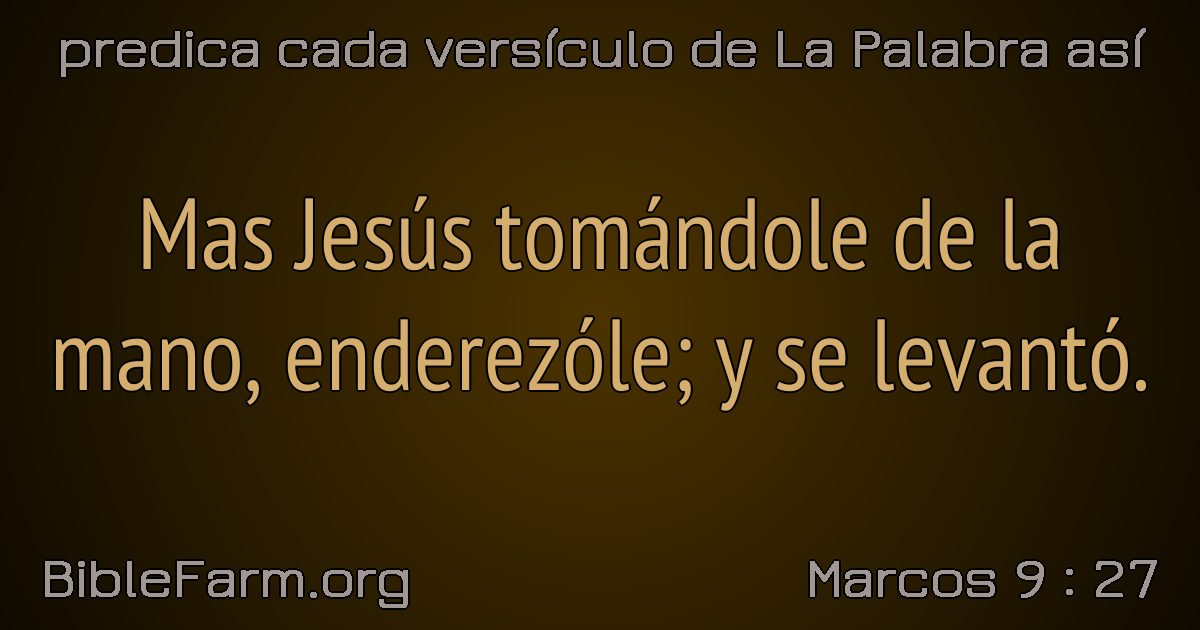 predica cada versículo de La Palabra así
Mas Jesús tomándole de la
mano, enderezóle; y se levantó.
BibleFarm.org
Marcos 9 : 27